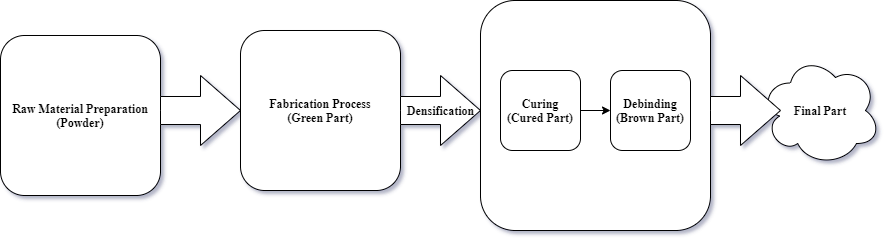 Raw Material Preparation
(Powder)
Fabrication Process
(Green Part)
Densification
Curing
(Cured Part)
Debinding
(Brown Part)
Final Part